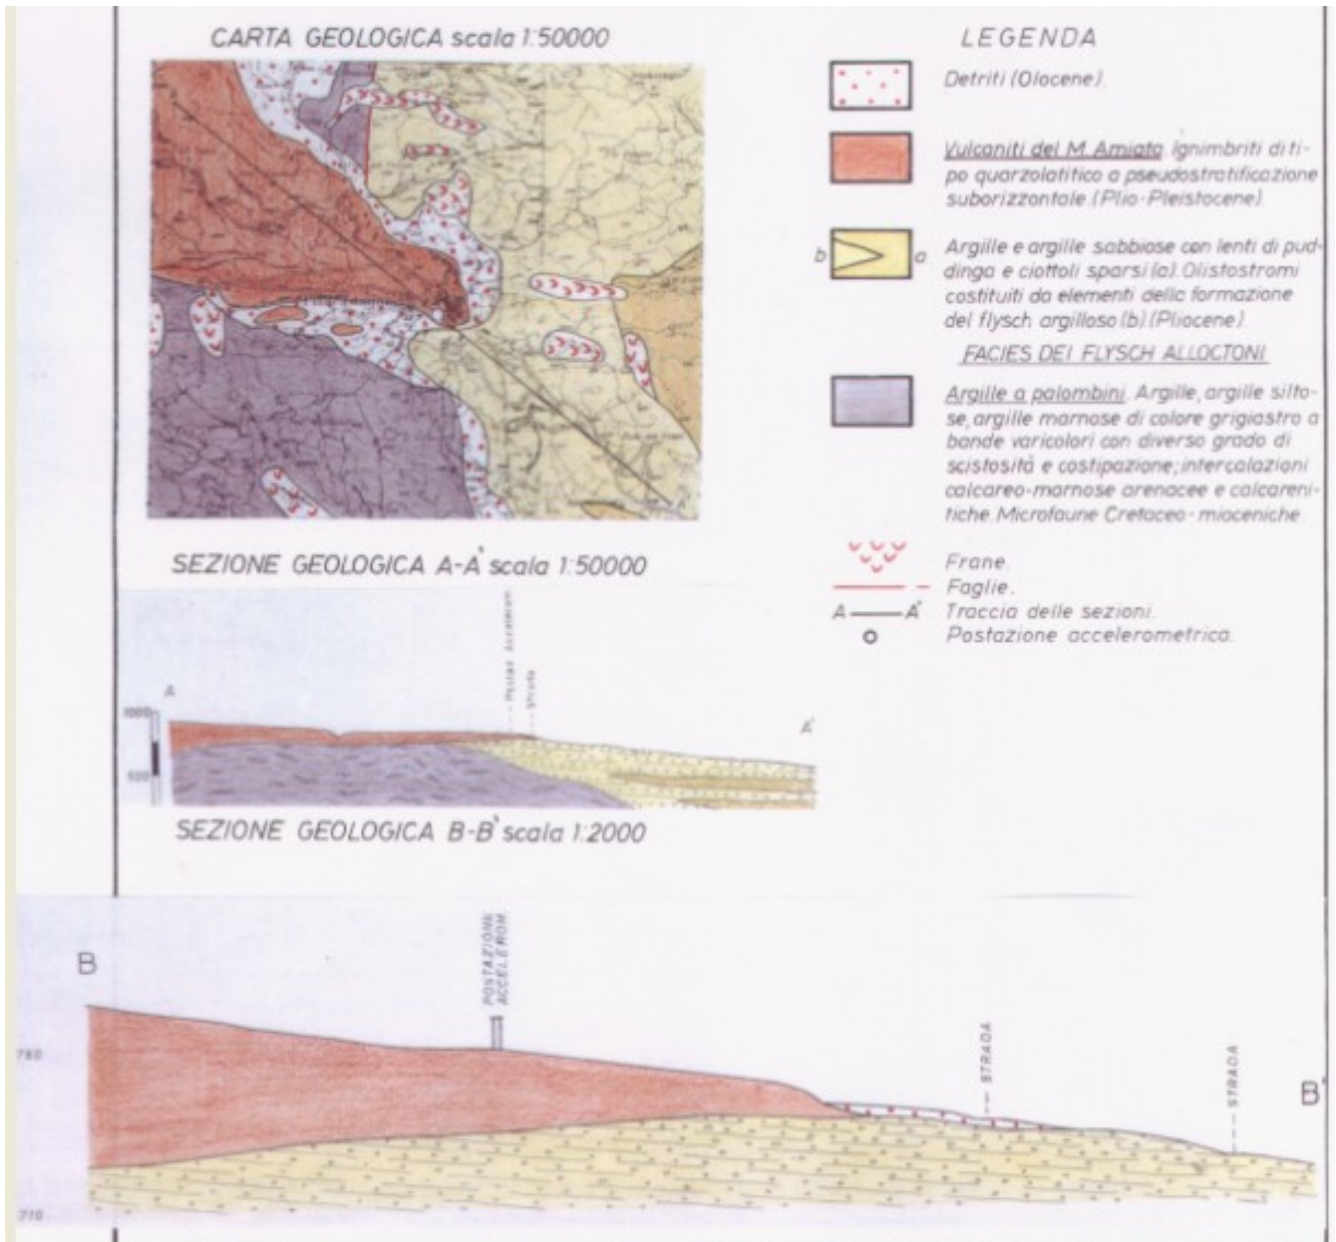 CARTA GEOLOGICA scala 1:50000
LEGENDA
Detriti (Olocene).
Vulcaniti del M. Amiata. Ignimbriti di ti-
po quarzolatitico a pseudostratificazione
suborizzontale. (Plio-Pleistocene)
b a
Argille e argille sabbiose con lenti di pud-
dinga e ciottoli sparsi (a). Olistostromi
costituiti da elementi della formazione
del flysch argilloso (b). (Pliocene)
FACIES DEI FLYSCH ALLOCTONI
Argille a palombini. Argille, argille silto-
se, argille marnose di colore grigiastro a
bande varicolori con diverso grado di
scistosità e costipazione; intercalazioni
calcareo-marnose arenacee e calcareni-
tiche. Microfaune Cretaceo-mioceniche
Frane.
Faglie.
A A' Traccia delle sezioni.
Postazione accelerometrica.
SEZIONE GEOLOGICA A-A' scala 1:50000
Postaz. Accelerom.
Strada
A
A'
1000
500
SEZIONE GEOLOGICA B-B' scala 1:2000
B
POSTAZIONE
ACCELEROM.
STRADA
STRADA
B'
780
710